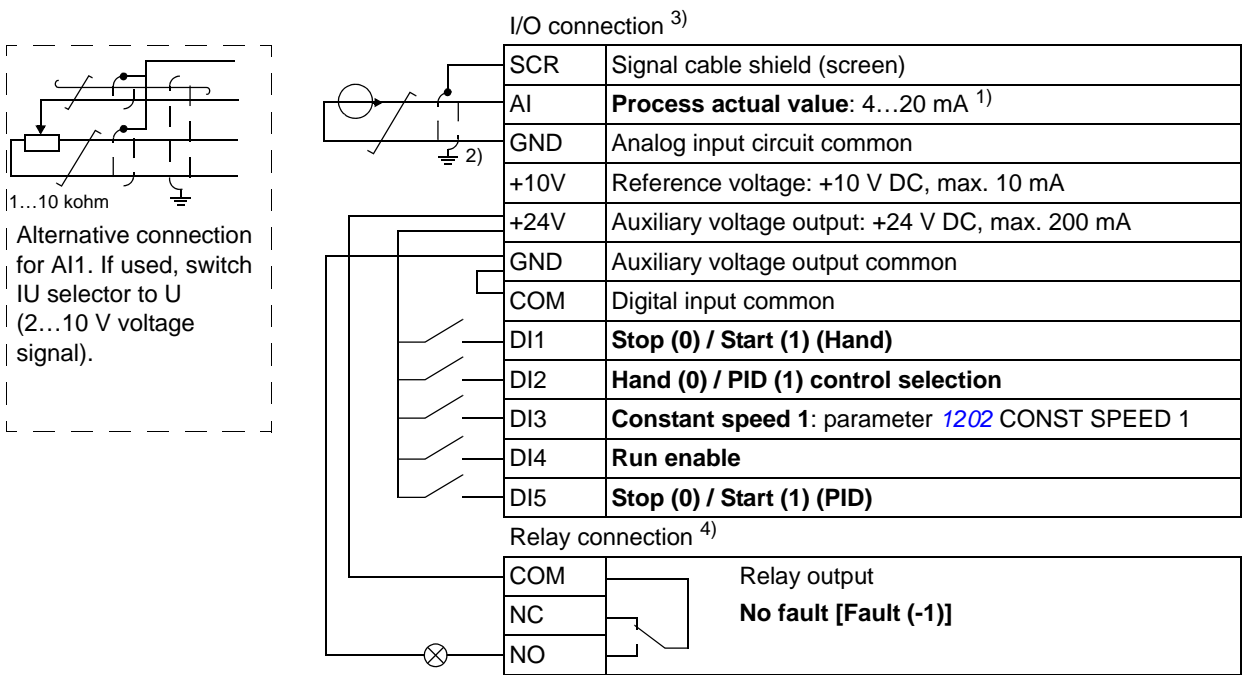 I/O connection 3)
SCR Signal cable shield (screen)
AI Process actual value: 4…20 mA 1)
GND Analog input circuit common
2)
+10V Reference voltage: +10 V DC, max. 10 mA
+24V Auxiliary voltage output: +24 V DC, max. 200 mA
GND Auxiliary voltage output common
COM Digital input common
DI1 Stop (0) / Start (1) (Hand)
DI2 Hand (0) / PID (1) control selection
DI3 Constant speed 1: parameter 1202 CONST SPEED 1
DI4 Run enable
DI5 Stop (0) / Start (1) (PID)
Relay connection 4)
COM Relay output
NC No fault [Fault (-1)]
NO
1…10 kohm
Alternative connection
for AI1. If used, switch
IU selector to U
(2…10 V voltage
signal).